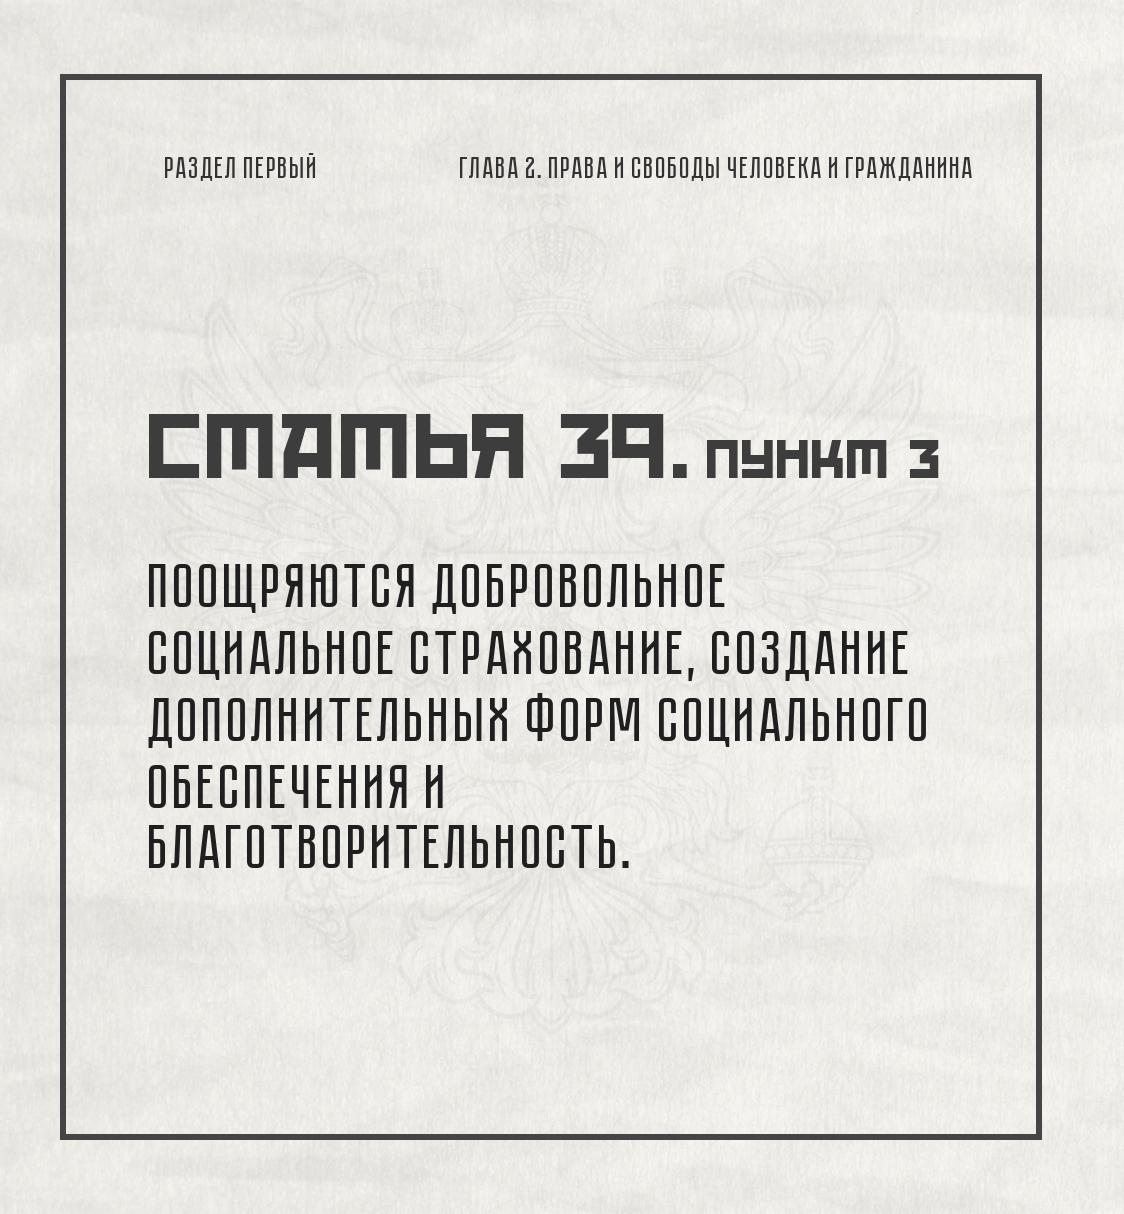 РАЗДЕЛ ПЕРВЫЙ ГЛАВА 2. ПРАВА И СВОБОДЫ ЧЕЛОВЕКА И ГРАЖДАНИНА
СТАТЬЯ 39. ПУНКТ 3
ПООЩРЯЮТСЯ ДОБРОВОЛЬНОЕ
СОЦИАЛЬНОЕ СТРАХОВАНИЕ, СОЗДАНИЕ
ДОПОЛНИТЕЛЬНЫХ ФОРМ СОЦИАЛЬНОГО
ОБЕСПЕЧЕНИЯ И
БЛАГОТВОРИТЕЛЬНОСТЬ.